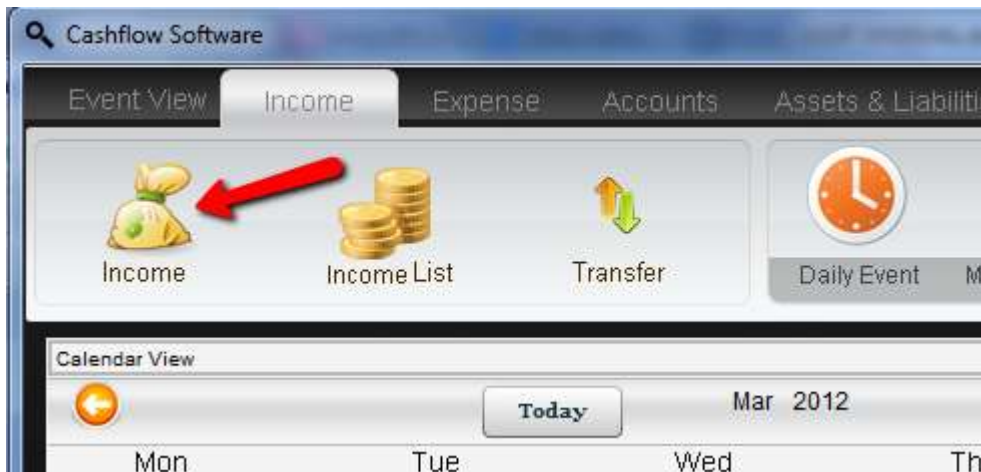 Cashflow Software
Event View Income Expense Accounts Assets & Liabiliti
Income Income List Transfer Daily Event M
Calendar View
Today Mar 2012
Mon Tue Wed Th